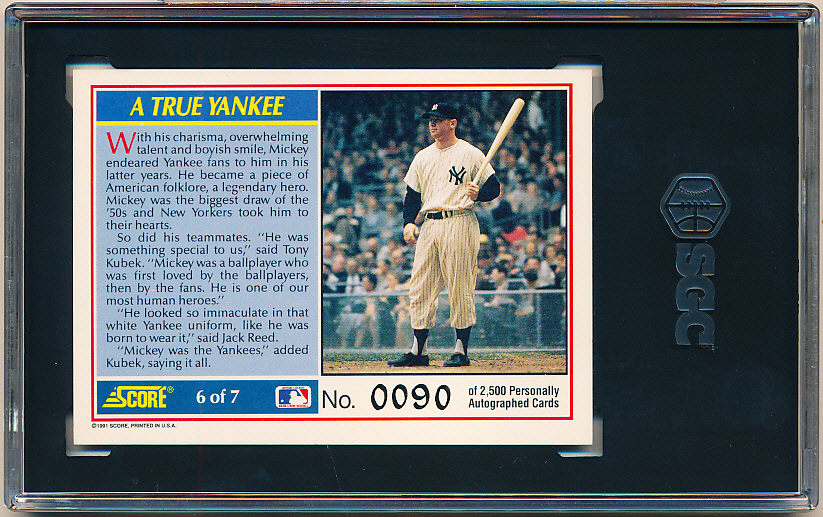 A TRUE YANKEE
With his charisma, overwhelming
talent and boyish smile, Mickey
endeared Yankee fans to him in his
latter years. He became a piece of
American folklore, a legendary hero.
Mickey was the biggest draw of the
'50s and New Yorkers took him to
their hearts.
So did his teammates. "He was
something special to us," said Tony
Kubek. "Mickey was a ballplayer who
was first loved by the ballplayers,
then by the fans. He is one of our
most human heroes."
"He looked so immaculate in that
white Yankee uniform, like he was
born to wear it," said Jack Reed.
"Mickey was the Yankees," added
Kubek, saying it all.
NY
SCORE® 6 of 7
No. 0090
of 2,500 Personally
Autographed Cards
©1991 SCORE, PRINTED IN U.S.A.
SGC